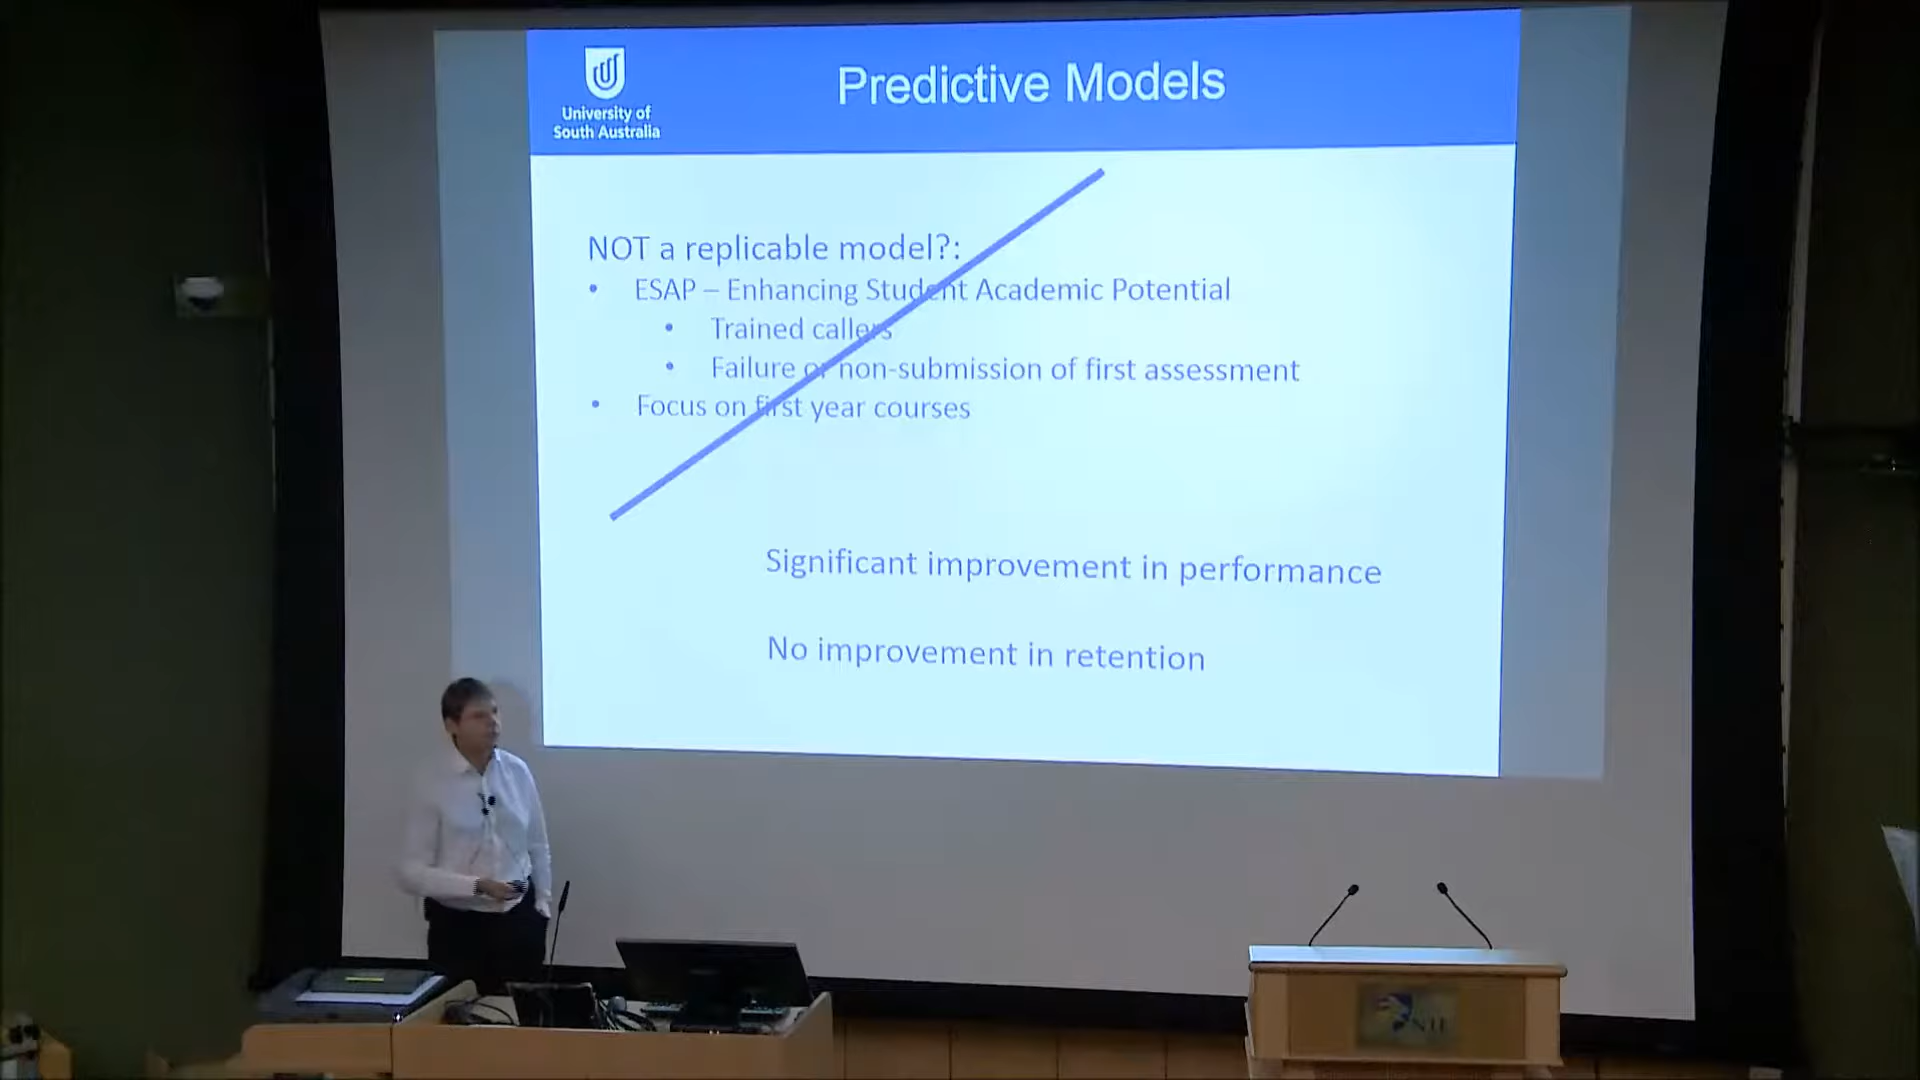 University of
South Australia
Predictive Models
NOT a replicable model?:
• ESAP – Enhancing Student Academic Potential
• Trained callers
• Failure or non-submission of first assessment
• Focus on first year courses
Significant improvement in performance
No improvement in retention
NIE